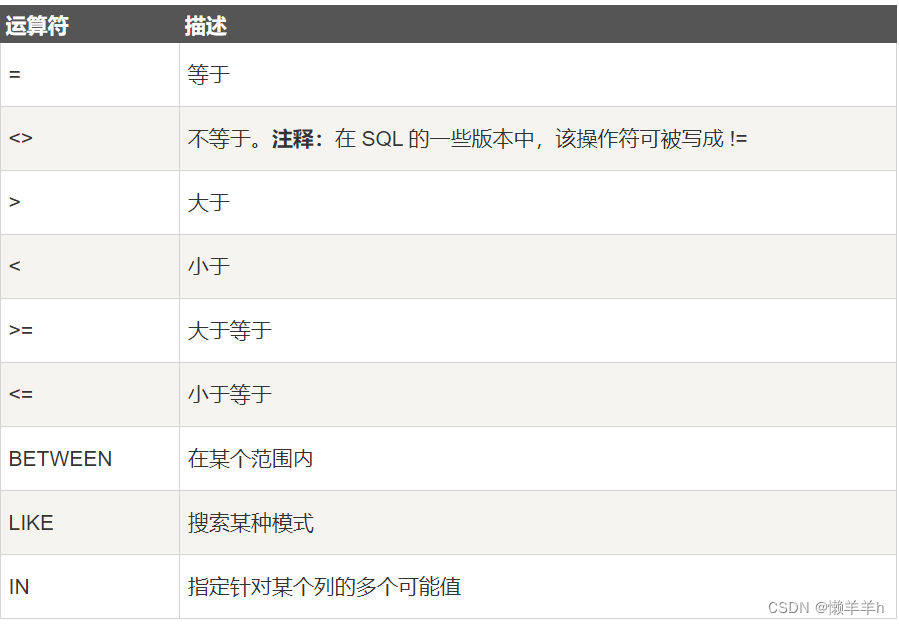 运算符 描述
= 等于
<> 不等于。注释：在 SQL 的一些版本中，该操作符可被写成 !=
> 大于
< 小于
>= 大于等于
<= 小于等于
BETWEEN 在某个范围内
LIKE 搜索某种模式
IN 指定针对某个列的多个可能值
CSDN @懒羊羊h